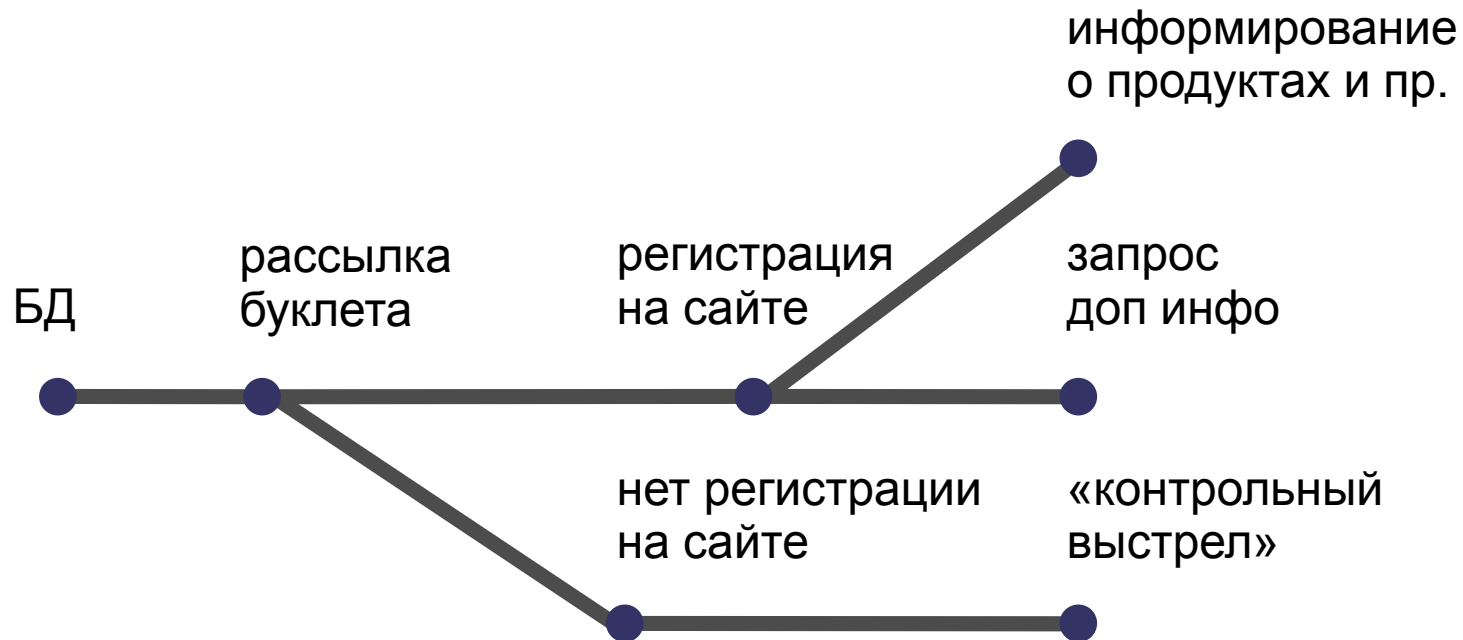 информирование
о продуктах и пр.
БД
рассылка
буклета
регистрация
на сайте
запрос
доп инфо
нет регистрации
на сайте
«контрольный
выстрел»